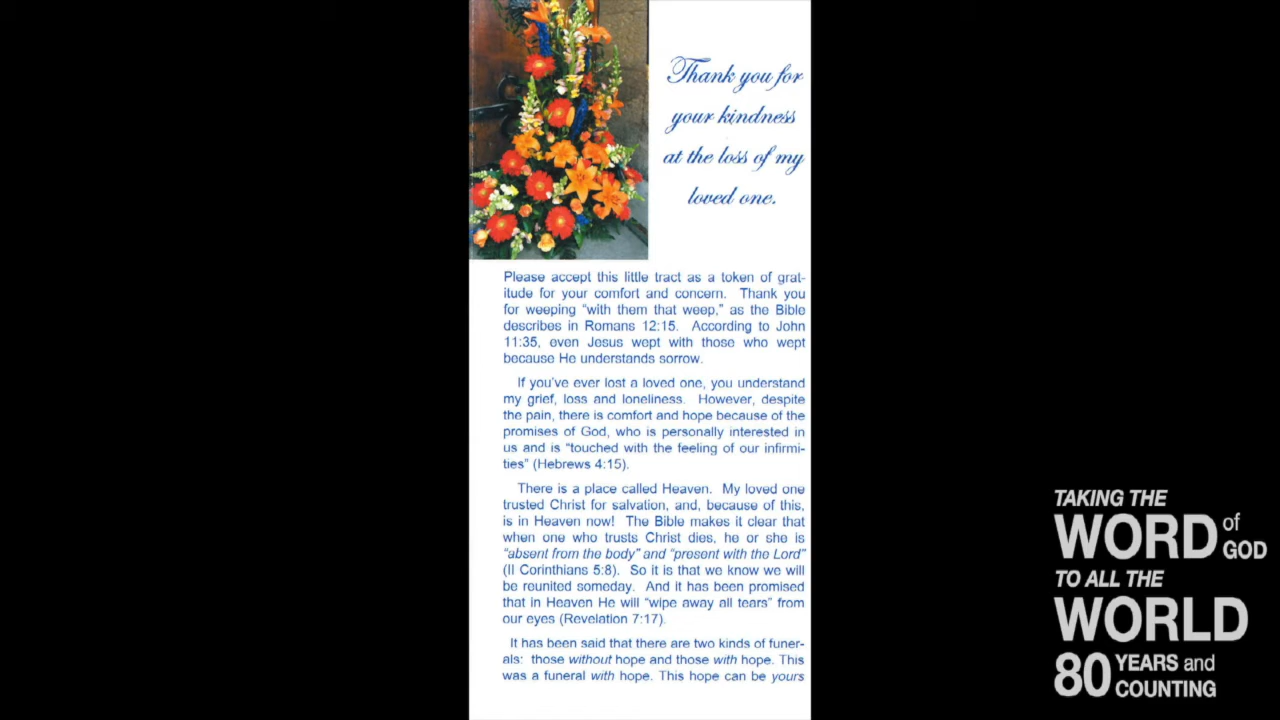 Thank you for
your kindness
at the loss of my
loved one.
Please accept this little tract as a token of grat-
itude for your comfort and concern. Thank you
for weeping “with them that weep,” as the Bible
describes in Romans 12:15. According to John
11:35, even Jesus wept with those who wept
because He understands sorrow.
If you’ve ever lost a loved one, you understand
my grief, loss and loneliness. However, despite
the pain, there is comfort and hope because of the
promises of God, who is personally interested in
us and is “touched with the feeling of our infirmi-
ties” (Hebrews 4:15).
There is a place called Heaven. My loved one
trusted Christ for salvation, and, because of this,
is in Heaven now! The Bible makes it clear that
when one who trusts Christ dies, he or she is
“absent from the body” and “present with the Lord”
(II Corinthians 5:8). So it is that we know we will
be reunited someday. And it has been promised
that in Heaven He will “wipe away all tears” from
our eyes (Revelation 7:17).
It has been said that there are two kinds of funer-
als: those without hope and those with hope. This
was a funeral with hope. This hope can be yours
TAKING THE
WORD of GOD
TO ALL THE
WORLD
80 YEARS and COUNTING